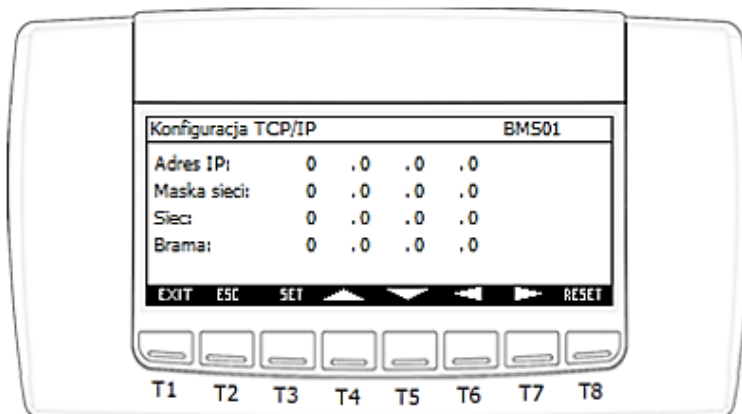 Konfiguracja TCP/IP BMS01
Adres IP: 0 .0 .0 .0
Maska sieci: 0 .0 .0 .0
Siec: 0 .0 .0 .0
Brama: 0 .0 .0 .0
EXIT ESC SET RESET
T1 T2 T3 T4 T5 T6 T7 T8